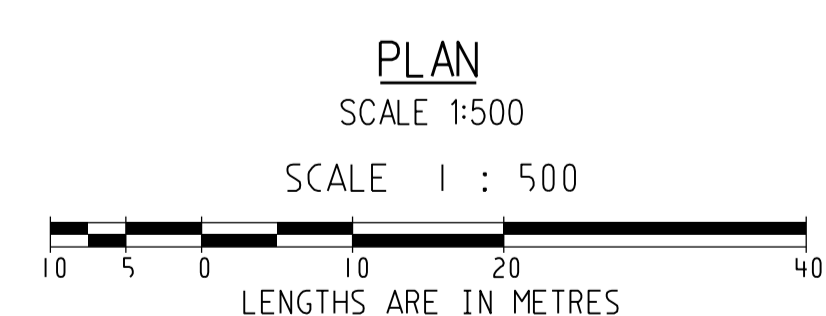 PLAN
SCALE 1:500
SCALE 1 : 500
10 5 0 10 20 40
LENGTHS ARE IN METRES